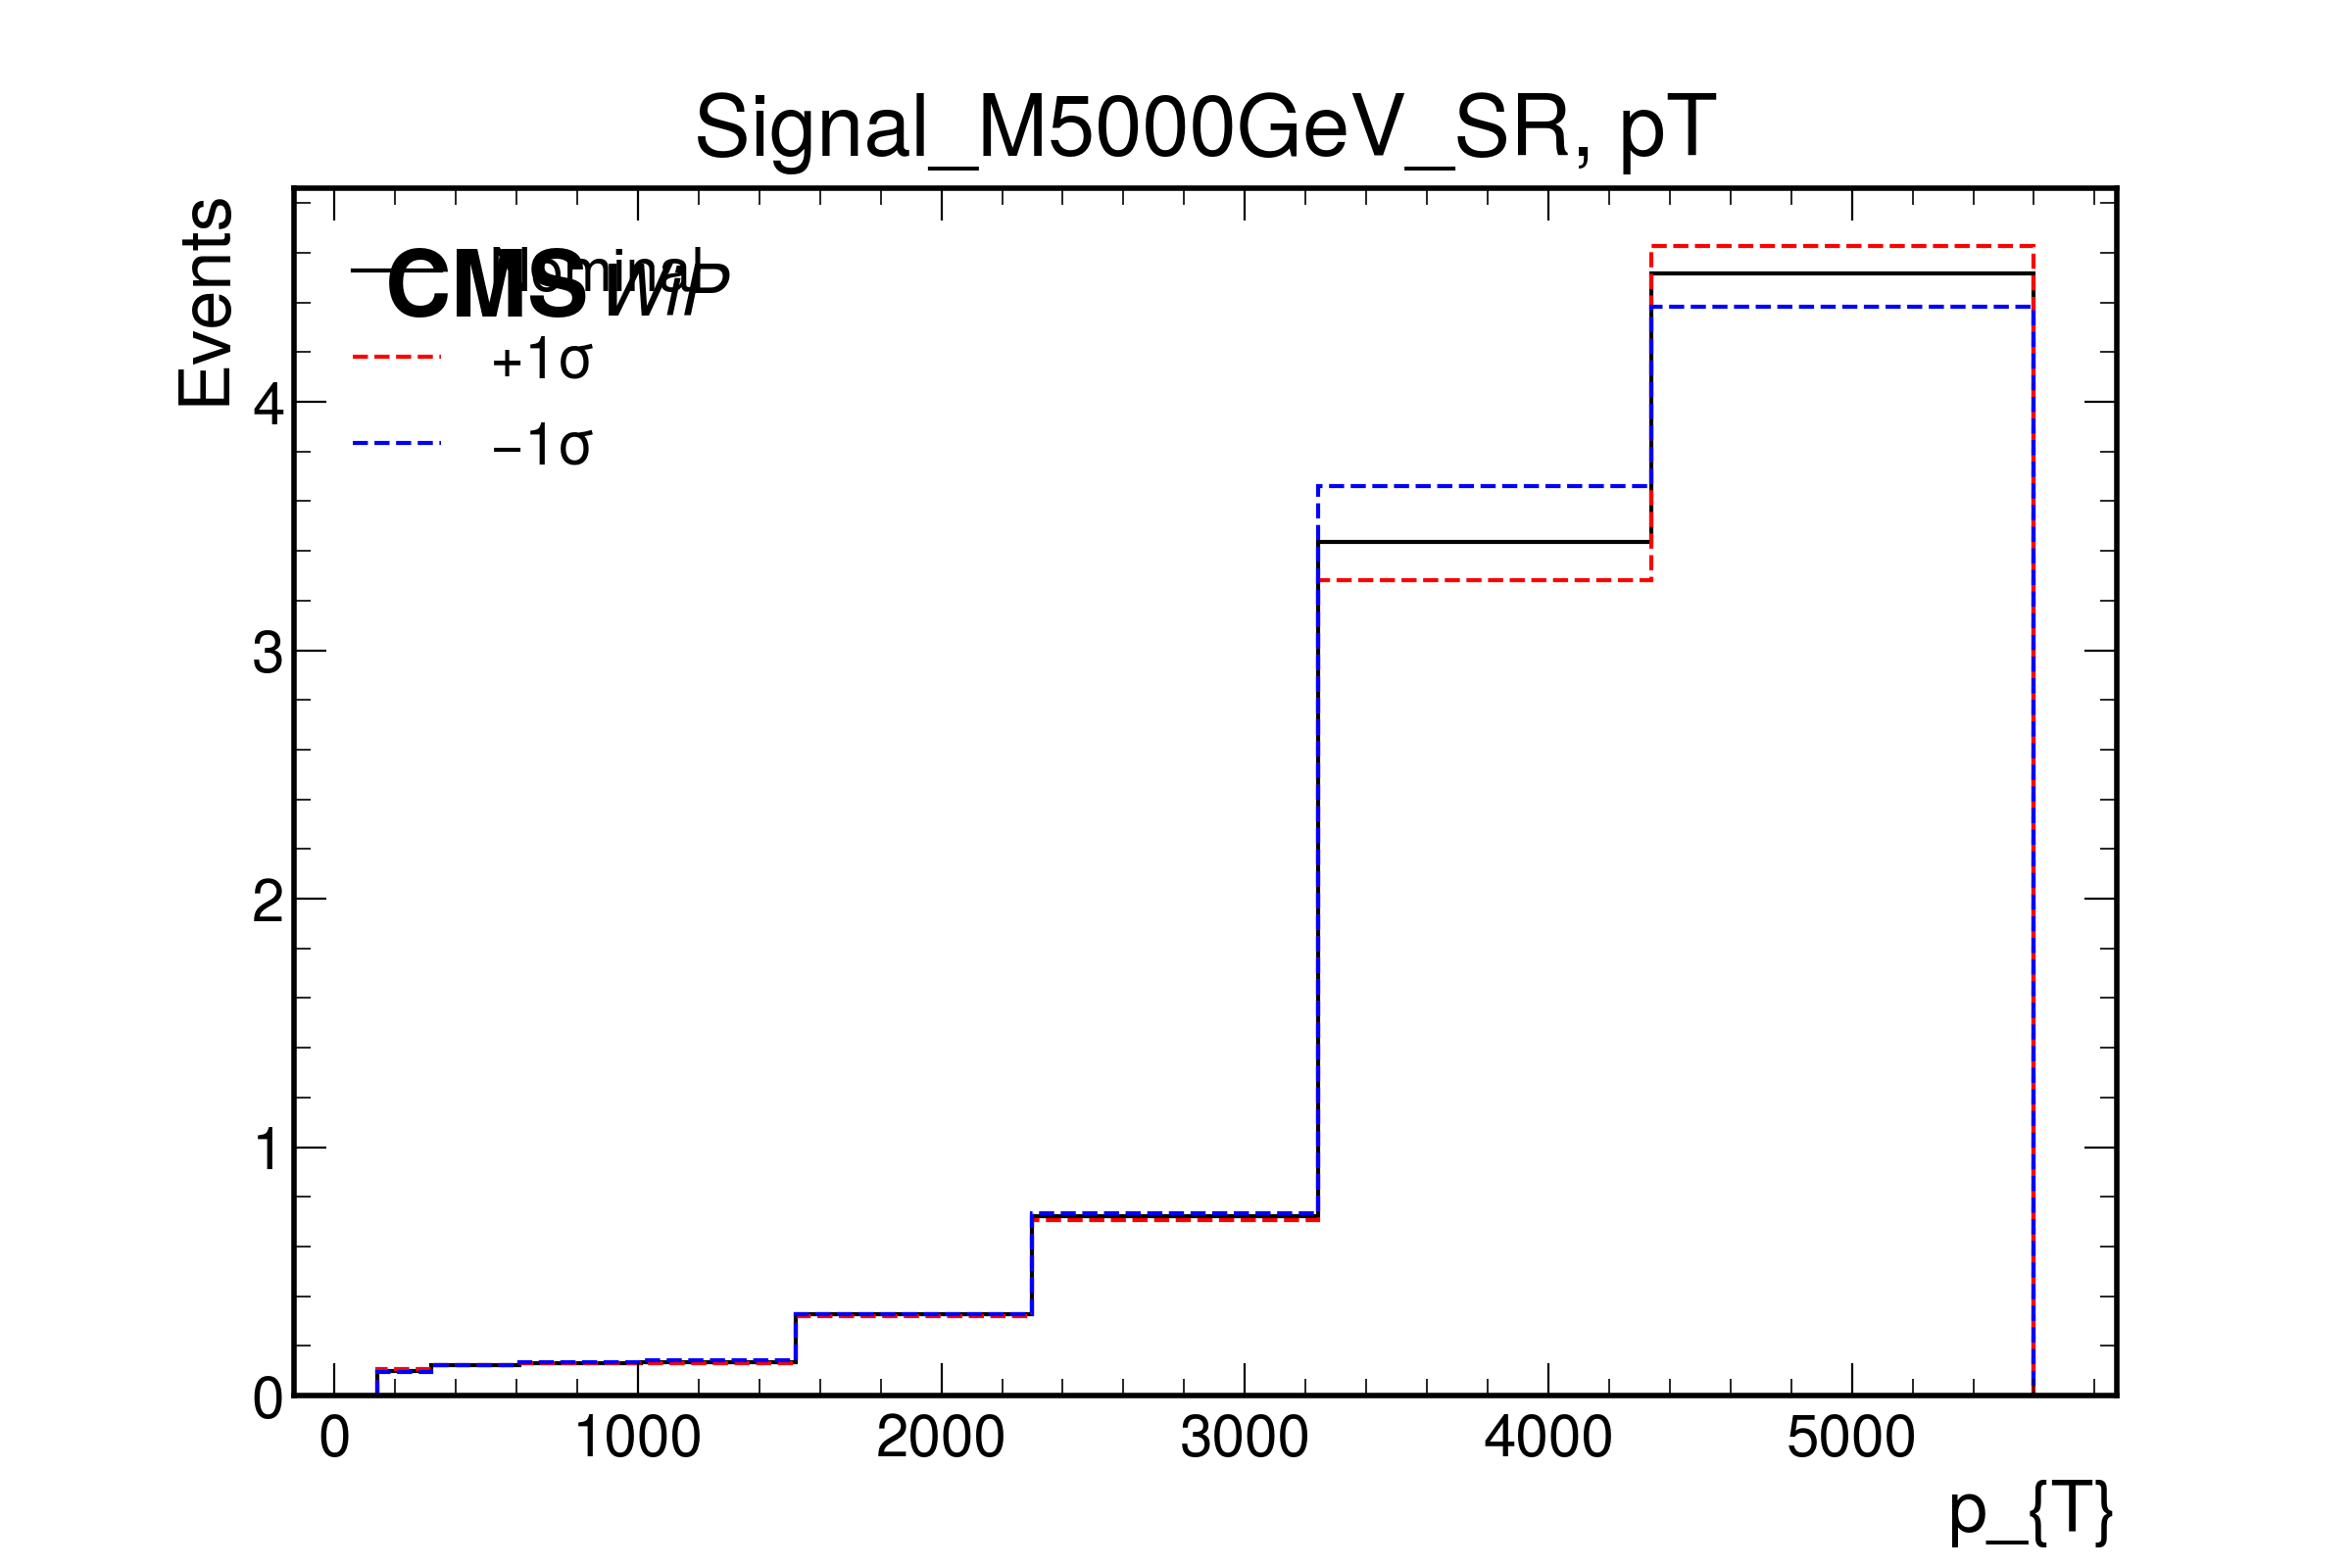 Signal_M5000GeV_SR, pT
Events
CMS WiP
Nominal
+1σ
−1σ
4
3
2
1
0
0 1000 2000 3000 4000 5000
p_{T}